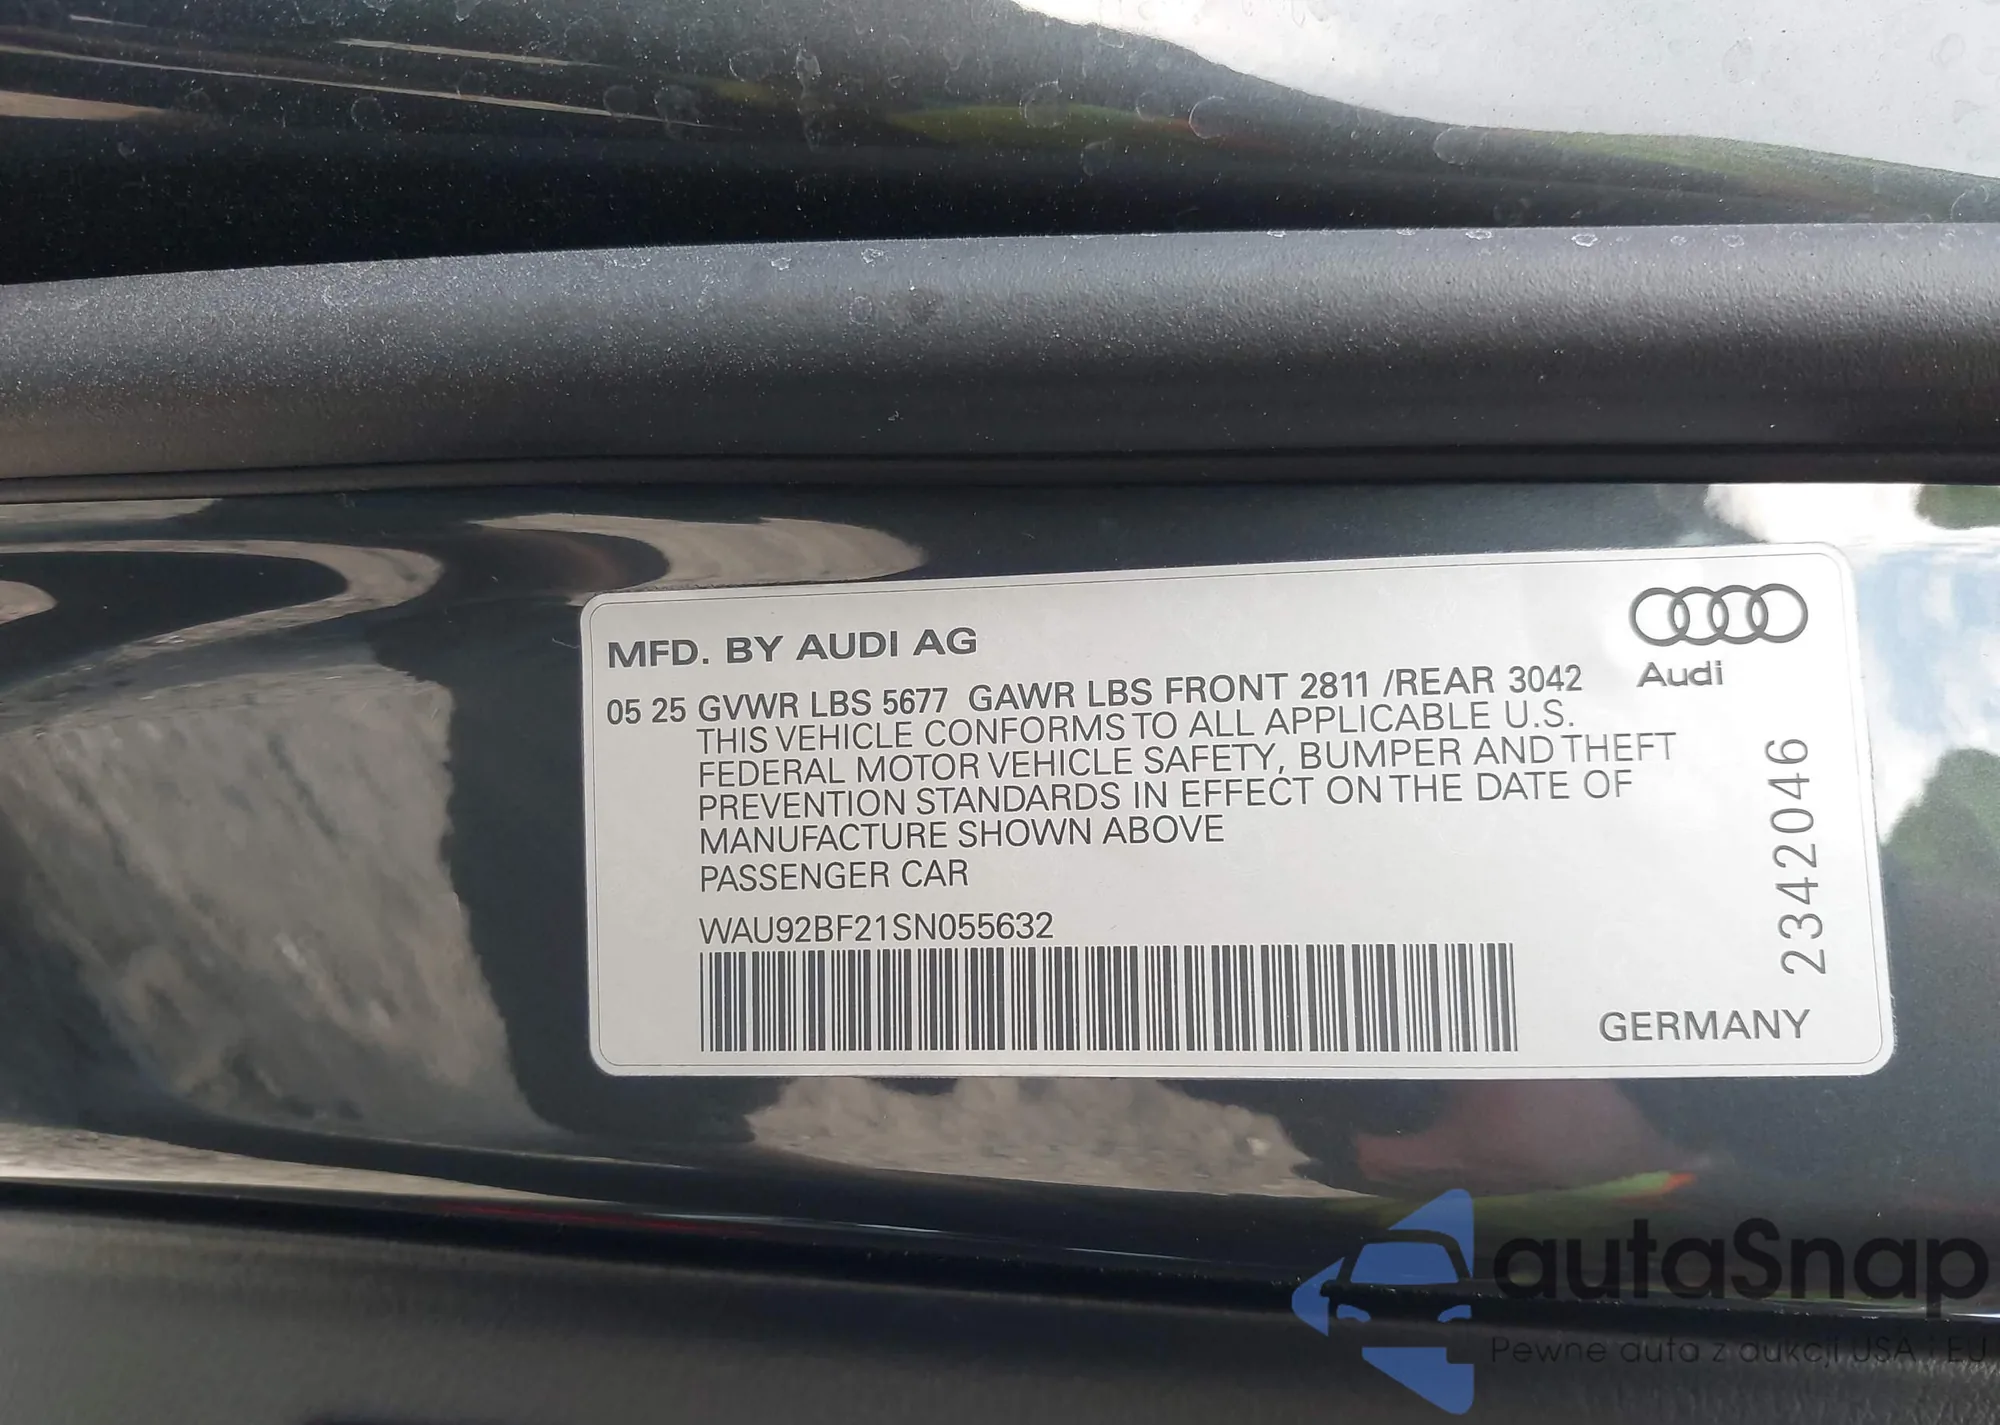 MFD. BY AUDI AG
Audi
05 25 GVWR LBS 5677 GAWR LBS FRONT 2811 /REAR 3042
THIS VEHICLE CONFORMS TO ALL APPLICABLE U.S.
FEDERAL MOTOR VEHICLE SAFETY, BUMPER AND THEFT
PREVENTION STANDARDS IN EFFECT ON THE DATE OF
MANUFACTURE SHOWN ABOVE
PASSENGER CAR
WAU92BF21SN055632
2342046
GERMANY
autaSnap
Pewne auta z aukcji USA i EU